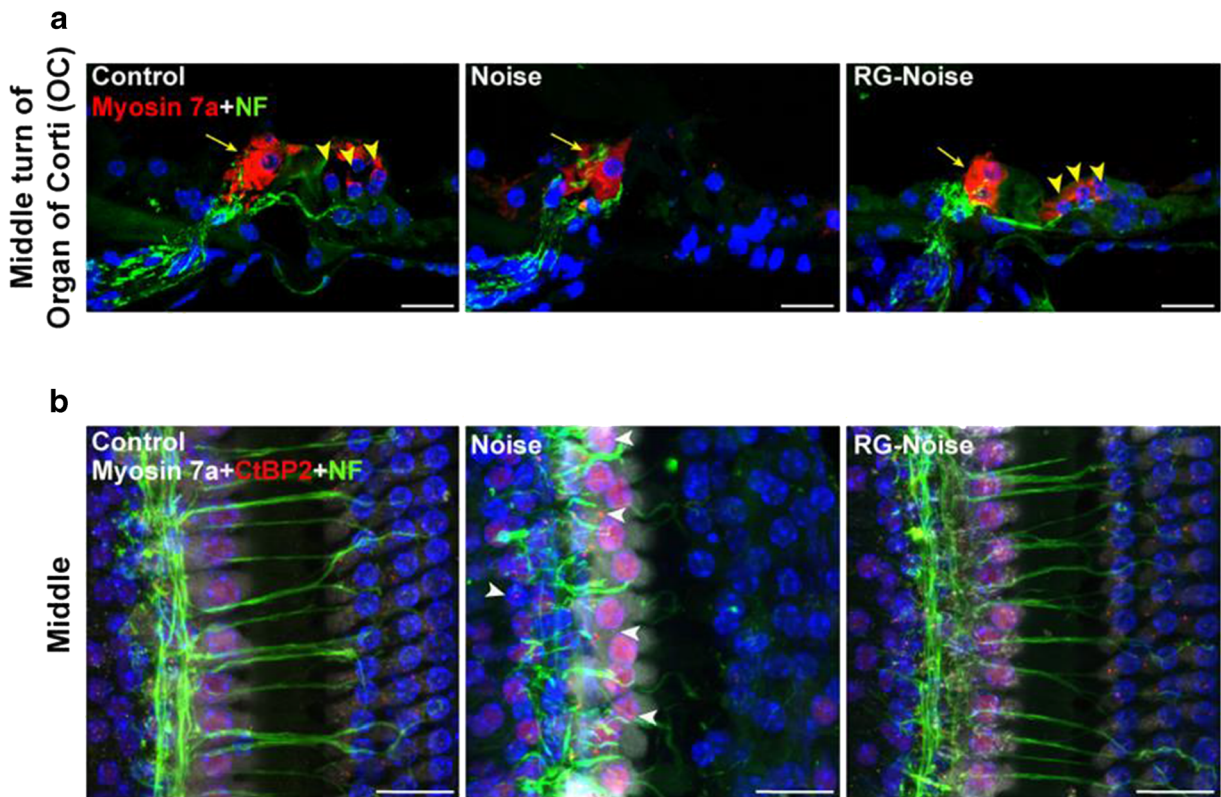 a
Middle turn of
Organ of Corti (OC)
Control
Myosin 7a+NF
Noise
RG-Noise
b
Middle
Control
Myosin 7a+CtBP2+NF
Noise
RG-Noise